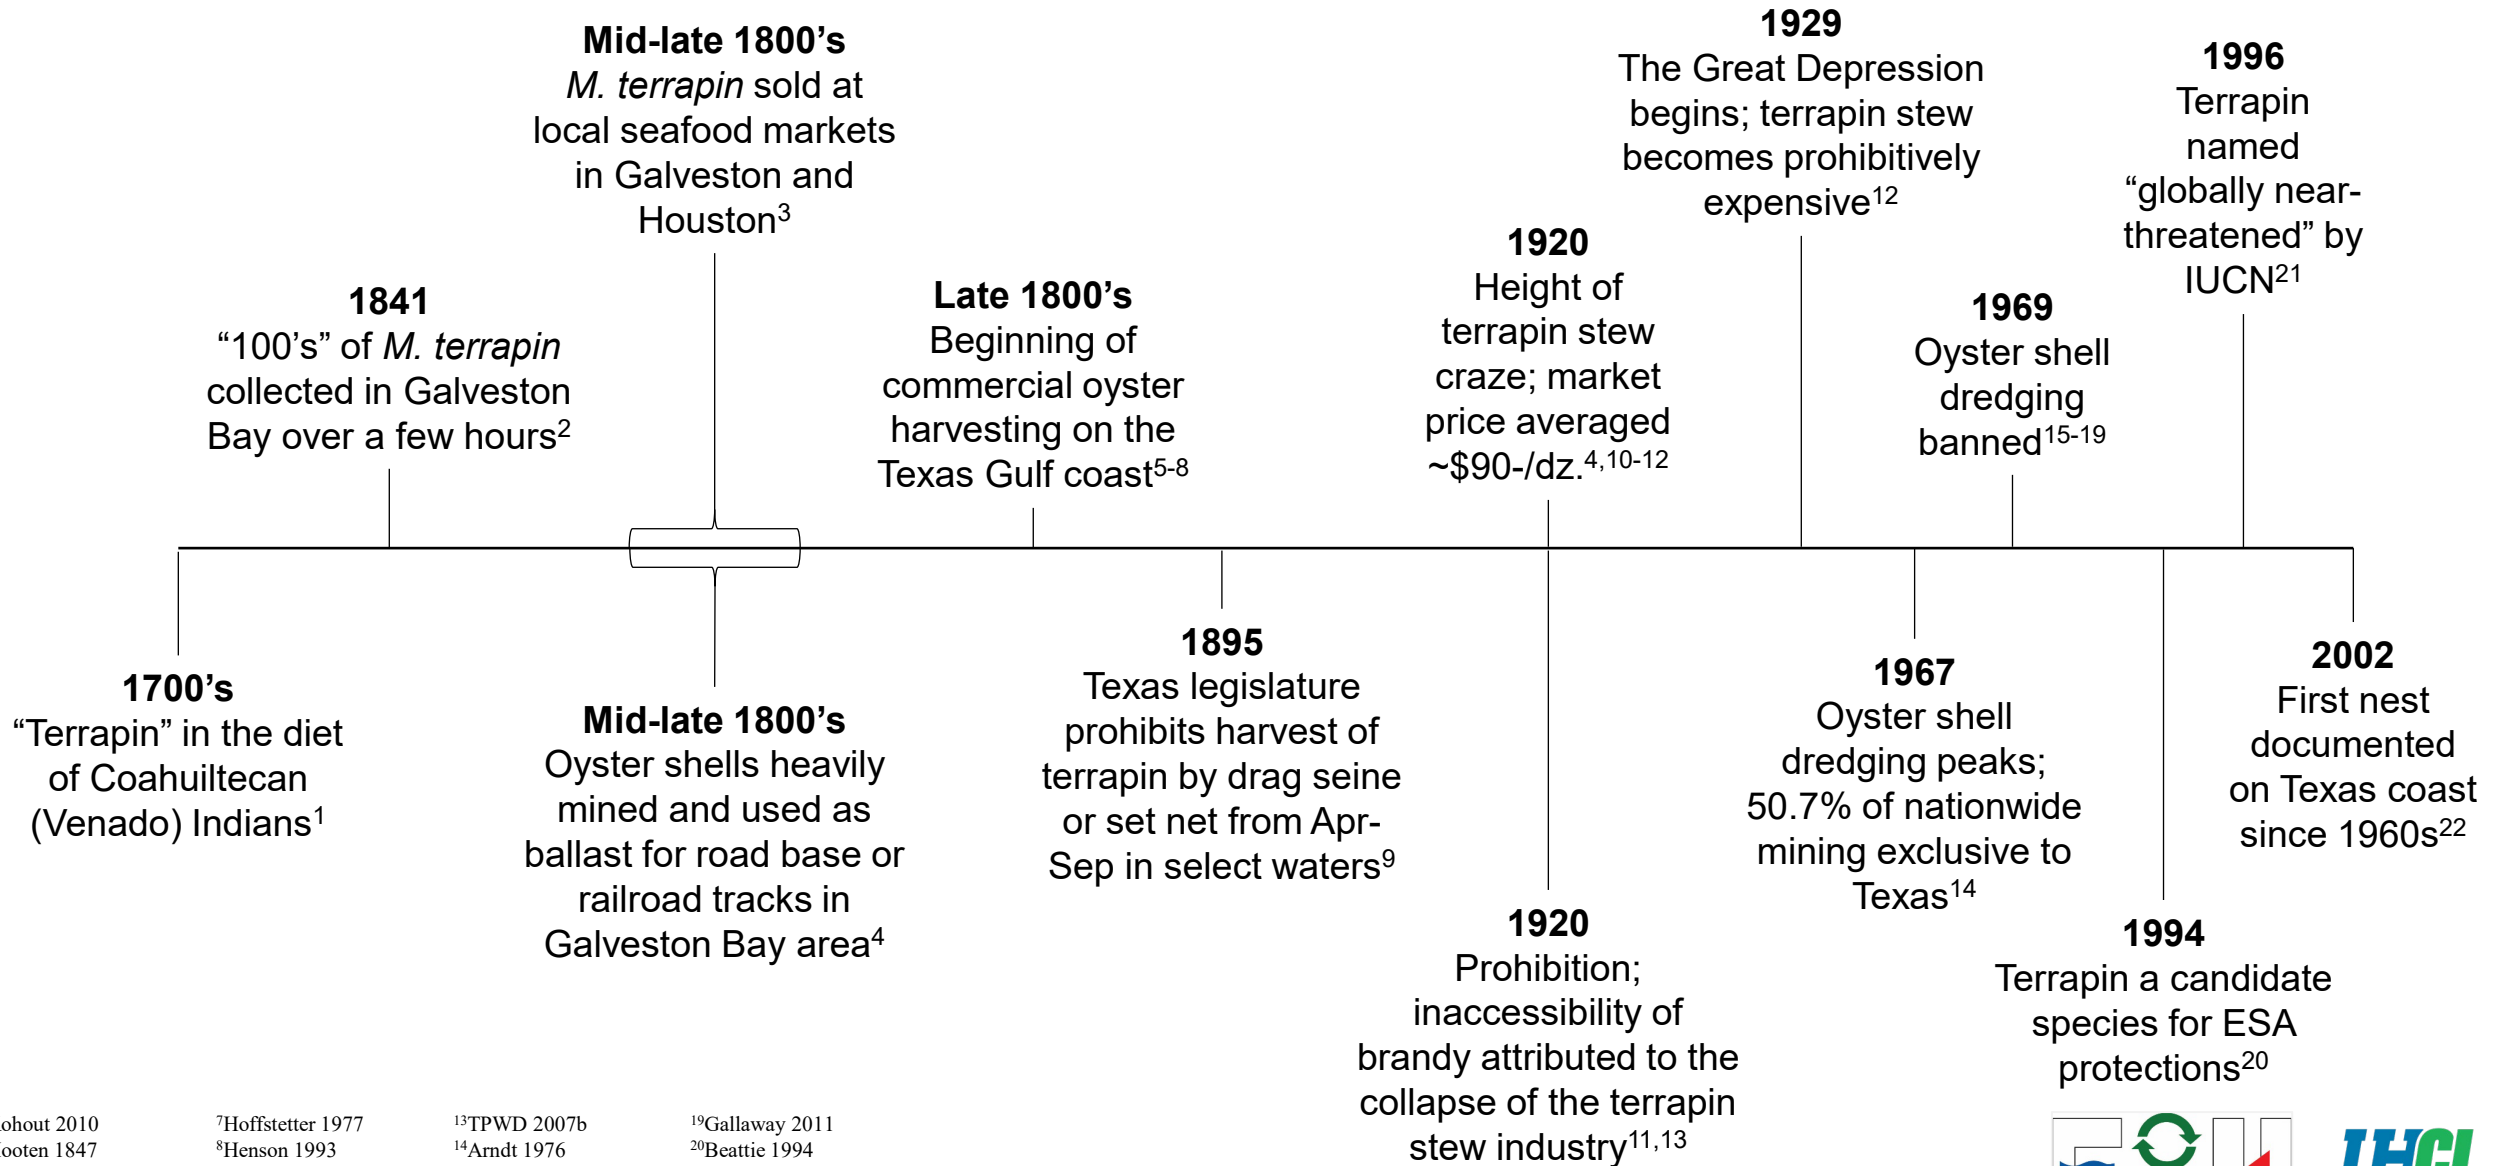 Mid-late 1800’s
M. terrapin sold at
local seafood markets
in Galveston and
Houston3
1929
The Great Depression
begins; terrapin stew
becomes prohibitively
expensive12
1996
Terrapin
named
“globally near-
threatened” by
IUCN21
1841
“100’s” of M. terrapin
collected in Galveston
Bay over a few hours2
Late 1800’s
Beginning of
commercial oyster
harvesting on the
Texas Gulf coast5-8
1920
Height of
terrapin stew
craze; market
price averaged
~$90-/dz.4,10-12
1969
Oyster shell
dredging
banned15-19
1700’s
“Terrapin” in the diet
of Coahuiltecan
(Venado) Indians1
Mid-late 1800’s
Oyster shells heavily
mined and used as
ballast for road base or
railroad tracks in
Galveston Bay area4
1895
Texas legislature
prohibits harvest of
terrapin by drag seine
or set net from Apr-
Sep in select waters9
1920
Prohibition;
inaccessibility of
brandy attributed to the
collapse of the terrapin
stew industry11,13
1967
Oyster shell
dredging peaks;
50.7% of nationwide
mining exclusive to
Texas14
1994
Terrapin a candidate
species for ESA
protections20
2002
First nest
documented
on Texas coast
since 1960s22
2010
7Hoffstetter 1977
13TPWD 2007b
19Gallaway 2011
1847
8Henson 1993
14Arndt 1976
20Beattie 1994